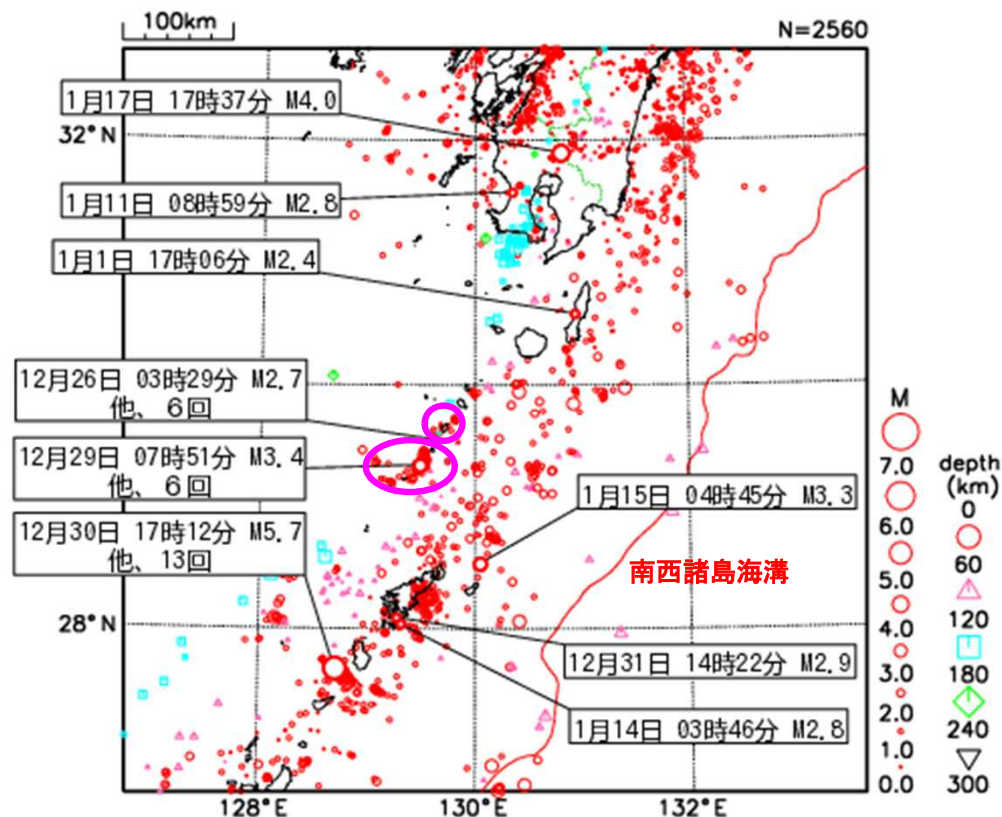 100km
N=2560
1月17日 17時37分 M4.0
32°N
1月11日 08時59分 M2.8
1月1日 17時06分 M2.4
12月26日 03時29分 M2.7
他、6回
12月29日 07時51分 M3.4
他、6回
12月30日 17時12分 M5.7
他、13回
1月15日 04時45分 M3.3
南西諸島海溝
28°N
12月31日 14時22分 M2.9
1月14日 03時46分 M2.8
128°E
130°E
132°E
M
7.0
6.0
5.0
4.0
3.0
2.0
1.0
0.0
depth
(km)
0
60
120
180
240
300